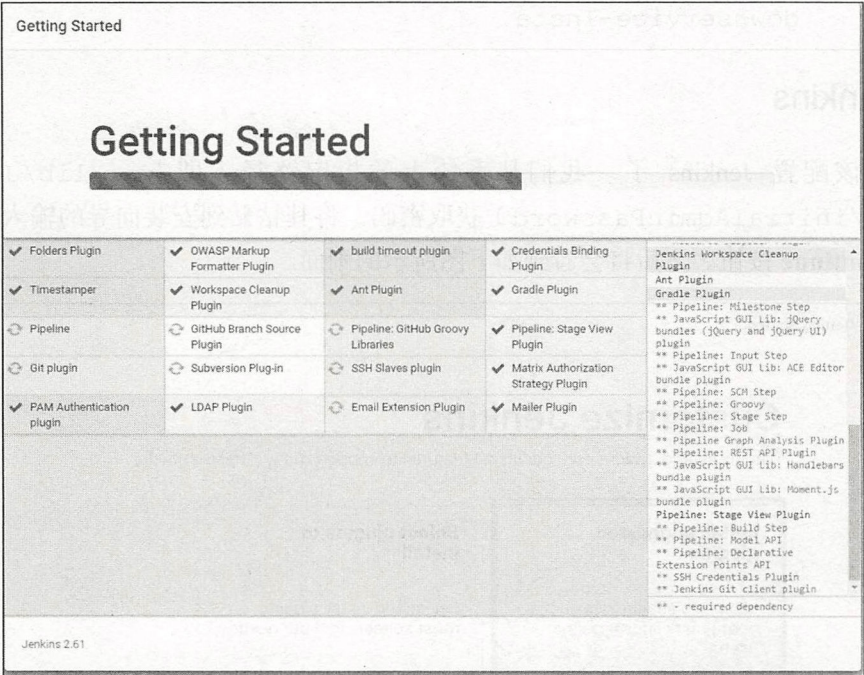 Getting Started
Getting Started
Folders Plugin
OWASP Markup
Formatter Plugin
build timeout plugin
Credentials Binding
Plugin
Timestamper
Workspace Cleanup
Plugin
Ant Plugin
Gradle Plugin
Pipeline
GitHub Branch Source
Plugin
Pipeline: GitHub Groovy
Libraries
Pipeline: Stage View
Plugin
Git plugin
Subversion Plug-in
SSH Slaves plugin
Matrix Authorization
Strategy Plugin
PAM Authentication
plugin
LDAP Plugin
Email Extension Plugin
Mailer Plugin
Jenkins Workspace Cleanup
Plugin
Ant Plugin
Gradle Plugin
** Pipeline: Milestone Step
** JavaScript GUI Lib: jQuery
bundles (jQuery and jQuery UI)
plugin
** Pipeline: Input Step
** JavaScript GUI Lib: ACE Editor
bundle plugin
** Pipeline: SCM Step
** Pipeline: Groovy
** Pipeline: Stage Step
** Pipeline: Job
** Pipeline Graph Analysis Plugin
** Pipeline: REST API Plugin
** JavaScript GUI Lib: Handlebars
bundle plugin
** JavaScript GUI Lib: Moment.js
bundle plugin
Pipeline: Stage View Plugin
** Pipeline: Build Step
** Pipeline: Model API
** Pipeline: Declarative
Extension Points API
** SSH Credentials Plugin
** Jenkins Git client plugin
** - required dependency
Jenkins 2.61